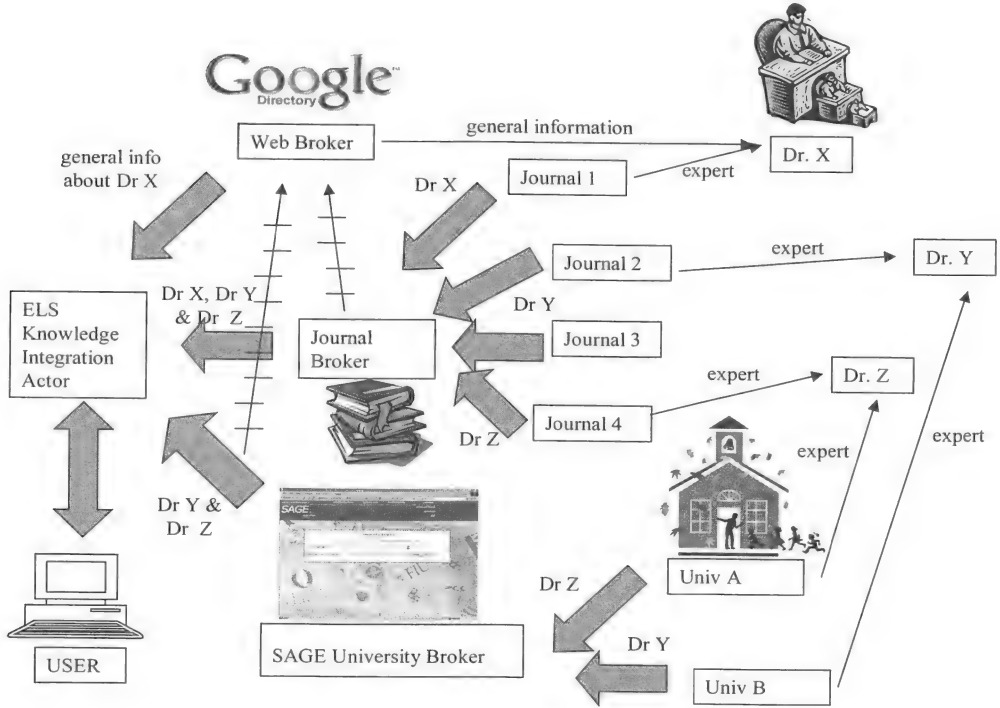 Google™
Directory
Web Broker
general information
Dr. X
general info
about Dr X
Dr X
Journal 1
expert
Journal 2
expert
Dr. Y
ELS
Knowledge
Integration
Actor
Dr X, Dr Y
& Dr Z
Journal
Broker
Dr Y
Journal 3
expert
Dr. Z
Dr Z
Journal 4
expert
expert
Dr Y &
Dr Z
SAGE
FIL
Dr Z
Univ A
USER
SAGE University Broker
Dr Y
Univ B